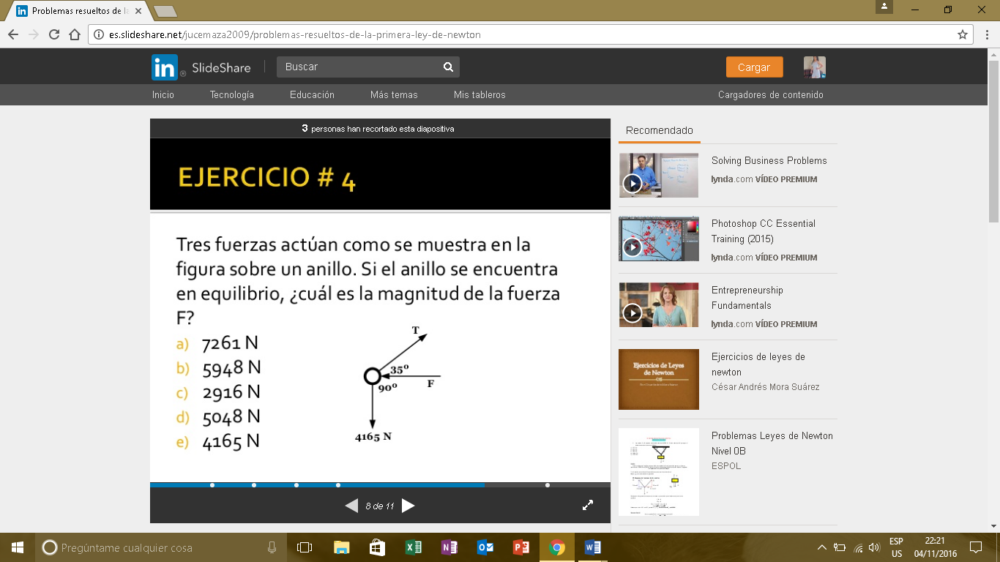 Problemas resueltos de la
es.slideshare.net/jucemaza2009/problemas-resueltos-de-la-primera-ley-de-newton
in® SlideShare
Buscar
Cargar
Inicio
Tecnología
Educación
Más temas
Mis tableros
Cargadores de contenido
3 personas han recortado esta diapositiva
EJERCICIO # 4
Tres fuerzas actúan como se muestra en la
figura sobre un anillo. Si el anillo se encuentra
en equilibrio, ¿cuál es la magnitud de la fuerza
F?
a) 7261 N
b) 5948 N
c) 2916 N
d) 5048 N
e) 4165 N
T
35º
F
90º
4165 N
8 de 11
Recomendado
Solving Business Problems
lynda.com VÍDEO PREMIUM
Photoshop CC Essential
Training (2015)
lynda.com VÍDEO PREMIUM
Entrepreneurship
Fundamentals
lynda.com VÍDEO PREMIUM
Ejercicios de Leyes
de Newton
Ejercicios de leyes de
newton
César Andrés Mora Suárez
Problemas Leyes de Newton
Nivel 0B
ESPOL
Pregúntame cualquier cosa
ESP
US
22:21
04/11/2016